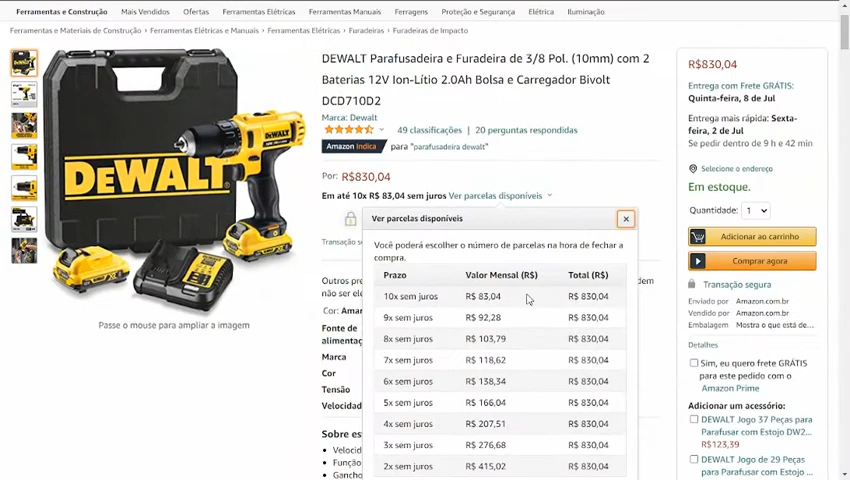 Ferramentas e Construção Mais Vendidos Ofertas Ferramentas Elétricas Ferramentas Manuais Ferragens Proteção e Segurança Elétrica Iluminação
Ferramentas e Materiais de Construção › Ferramentas Elétricas e Manuais › Ferramentas Elétricas › Furadeiras › Furadeiras de Impacto
DEWALT
DEWALT
Passe o mouse para ampliar a imagem
DEWALT Parafusadeira e Furadeira de 3/8 Pol. (10mm) com 2
Baterias 12V Ion-Lítio 2.0Ah Bolsa e Carregador Bivolt
DCD710D2
Marca: Dewalt
49 classificações | 20 perguntas respondidas
Amazon Indica para "parafusadeira dewalt"
Por: R$830,04
Em até 10x R$ 83,04 sem juros Ver parcelas disponíveis
Transação se
Outros pre
não ser ele
Cor: Amar
Fonte de
alimentaç
Marca
Cor
Tensão
Velocidad
Sobre es
• Velocid
• Função
• Gancho
Ver parcelas disponíveis
Você poderá escolher o número de parcelas na hora de fechar a
compra.
Prazo Valor Mensal (R$) Total (R$)
10x sem juros R$ 83,04 R$ 830,04
9x sem juros R$ 92,28 R$ 830,04
8x sem juros R$ 103,79 R$ 830,04
7x sem juros R$ 118,62 R$ 830,04
6x sem juros R$ 138,34 R$ 830,04
5x sem juros R$ 166,04 R$ 830,04
4x sem juros R$ 207,51 R$ 830,04
3x sem juros R$ 276,68 R$ 830,04
2x sem juros R$ 415,02 R$ 830,04
dem
R$830,04
Entrega com Frete GRÁTIS:
Quinta-feira, 8 de Jul
Entrega mais rápida: Sexta-
feira, 2 de Jul
Se pedir dentro de 9 h e 42 min
Selecione o endereço
Em estoque.
Quantidade: 1
Adicionar ao carrinho
Comprar agora
Transação segura
Enviado por Amazon.com.br
Vendido por Amazon.com.br
Embalagem Mostra o que está de...
Detalhes
Sim, eu quero frete GRÁTIS
para este pedido com o
Amazon Prime
Adicionar um acessório:
DEWALT Jogo 37 Peças para
Parafusar com Estojo DW2...
R$123,39
DEWALT Jogo de 29 Peças
para Parafusar com Estojo ...